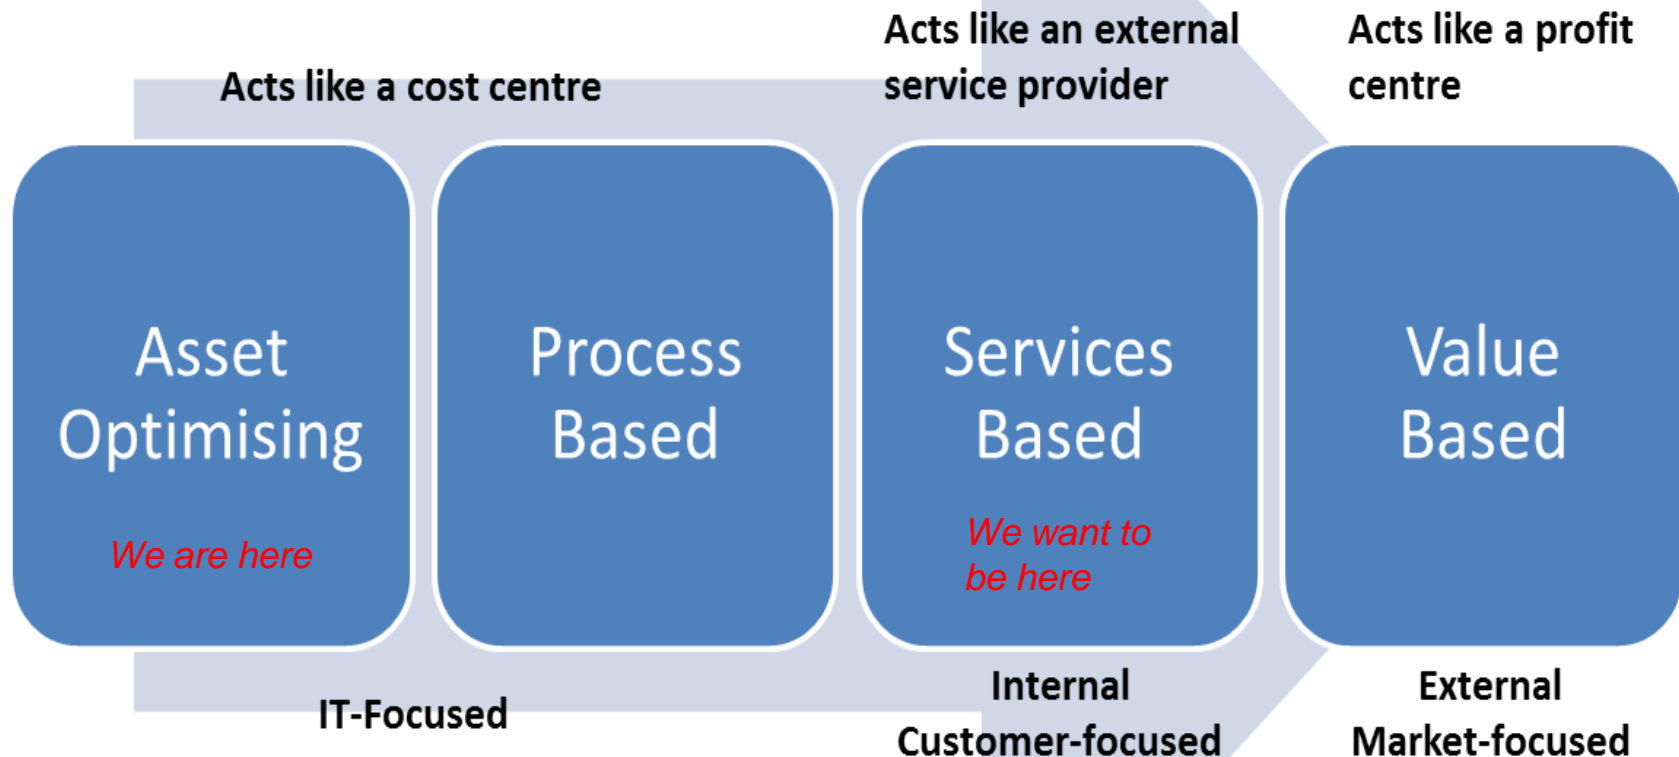 Acts like a cost centre
Acts like an external
service provider
Acts like a profit
centre
Asset
Optimising
We are here
Process
Based
Services
Based
We want to
be here
Value
Based
IT-Focused
Internal
Customer-focused
External
Market-focused